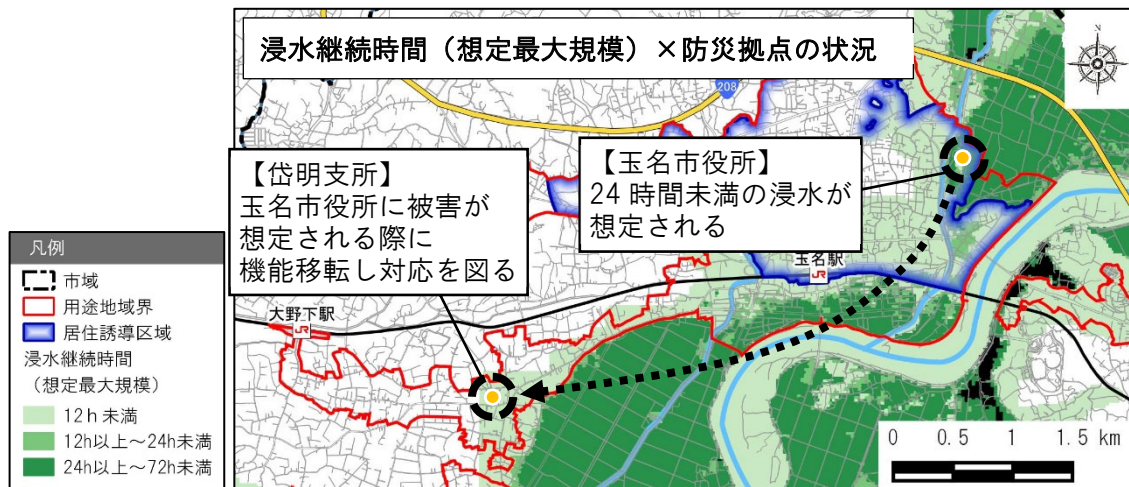 浸水継続時間（想定最大規模）×防災拠点の状況
N
208
【岱明支所】
玉名市役所に被害が
想定される際に
機能移転し対応を図る
【玉名市役所】
24 時間未満の浸水が
想定される
玉名駅
JR
大野下駅
JR
凡例
市域
用途地域界
居住誘導区域
浸水継続時間
（想定最大規模）
12ｈ未満
12h以上～24h未満
24h以上～72h未満
0 0.5 1 1.5 km